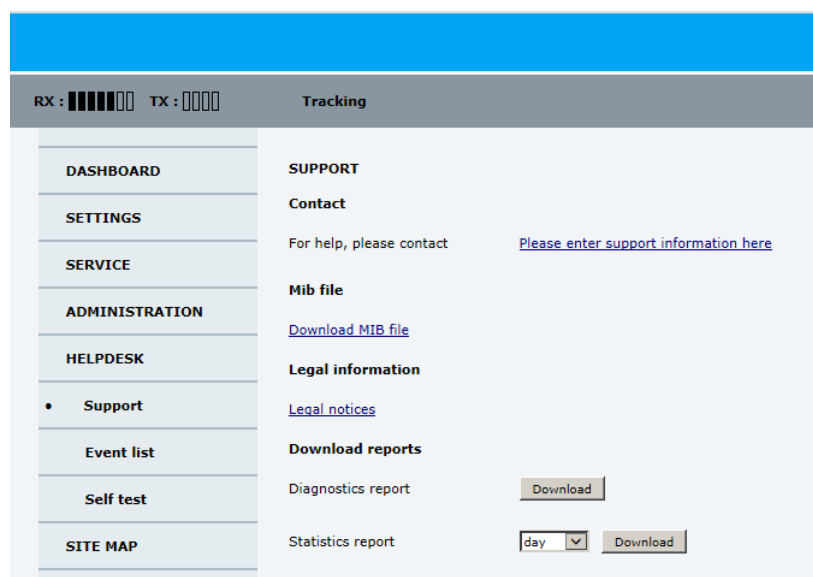 RX : TX : Tracking
DASHBOARD
SETTINGS
SERVICE
ADMINISTRATION
HELPDESK
• Support
Event list
Self test
SITE MAP
SUPPORT
Contact
For help, please contact Please enter support information here
Mib file
Download MIB file
Legal information
Legal notices
Download reports
Diagnostics report Download
Statistics report day Download